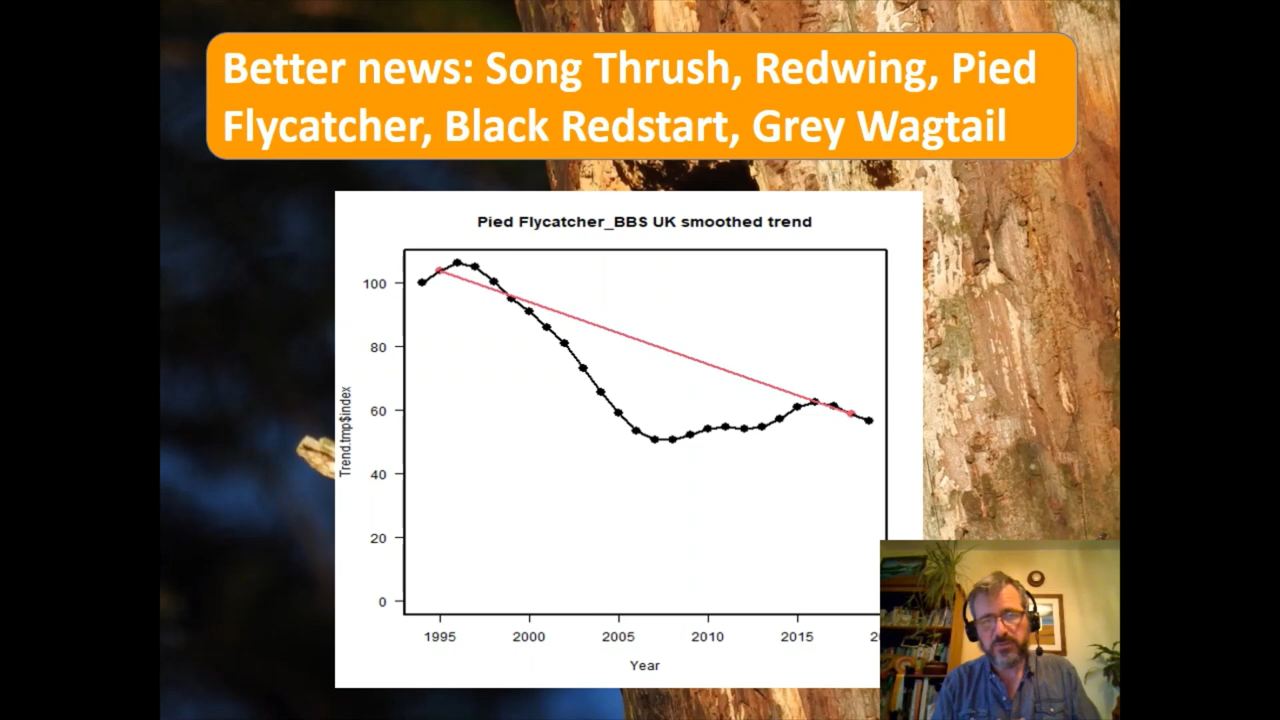 Better news: Song Thrush, Redwing, Pied
Flycatcher, Black Redstart, Grey Wagtail
Pied Flycatcher_BBS UK smoothed trend
Trend.tmp$index
100
80
60
40
20
0
1995 2000 2005 2010 2015
Year